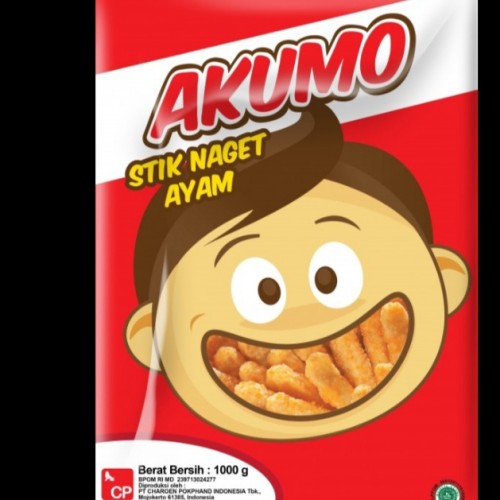 AKUMO
STIK NAGET
AYAM
Berat Bersih : 1000 g
BPOM RI MD 239713024277
Diproduksi oleh :
PT CHAROEN POKPHAND INDONESIA Tbk.,
Mojokerto 61385, Indonesia
CP